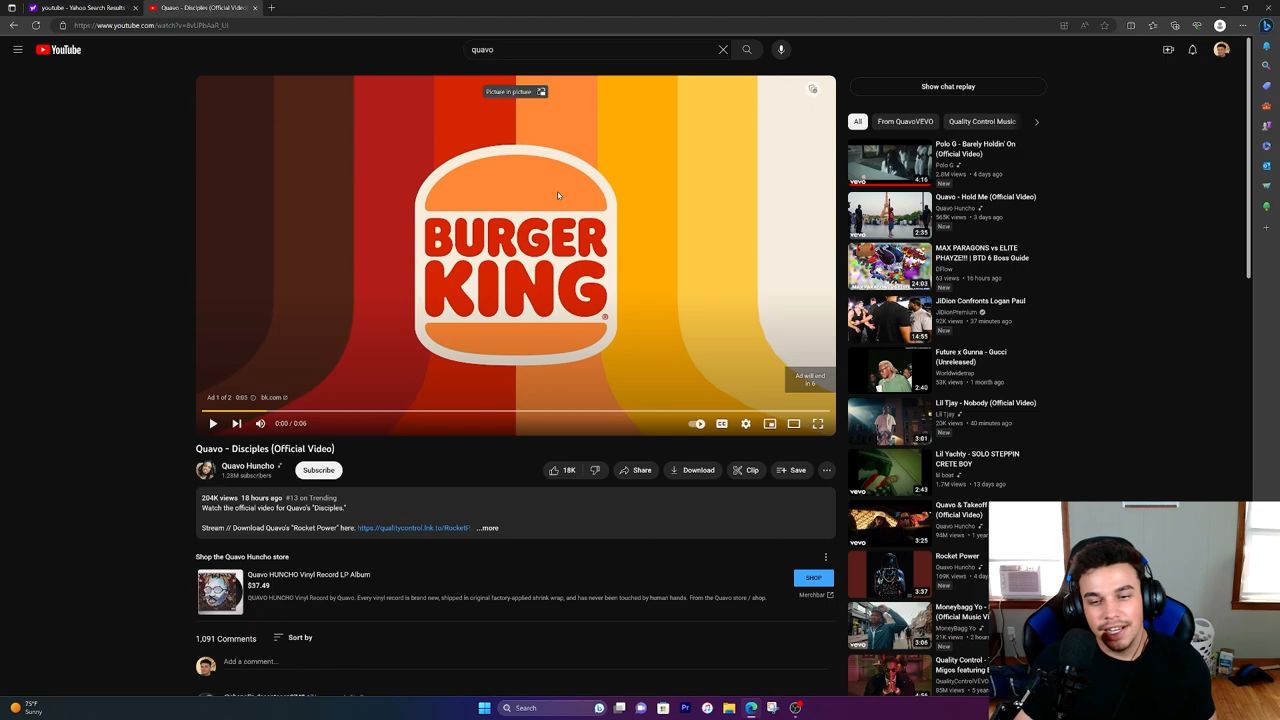 youtube - Yahoo Search Results
Quavo - Disciples (Official Video)
https://www.youtube.com/watch?v=
YouTube
quavo
Picture in picture
BURGER
KING
Ad will end
in 6
Ad 1 of 2 · 0:05
bk.com
0:00 / 0:06
Quavo - Disciples (Official Video)
Quavo Huncho
1.28M subscribers
Subscribe
18K
Share
Download
Clip
Save
204K views 18 hours ago #13 on Trending
Watch the official video for Quavo's "Disciples."
Stream // Download Quavo's "Rocket Power" here: https://qualitycontrol.lnk.to/RocketP... ...more
Shop the Quavo Huncho store
Quavo HUNCHO Vinyl Record LP Album
$37.49
QUAVO HUNCHO Vinyl Record by Quavo. Every vinyl record is brand new, shipped in original factory-applied shrink wrap, and has never been touched by human hands. From the Quavo store / shop.
SHOP
Merchbar
1,091 Comments
Sort by
Add a comment...
Show chat replay
All
From QuavoVEVO
Quality Control Music
Polo G - Barely Holdin' On
(Official Video)
Polo G
2.8M views • 4 days ago
New
vevo
4:16
Quavo - Hold Me (Official Video)
Quavo Huncho
565K views • 3 days ago
New
vevo
2:35
MAX PARAGONS vs ELITE
PHAYZE!!! | BTD 6 Boss Guide
DFlow
63 views • 16 hours ago
New
24:03
JiDion Confronts Logan Paul
JiDionPremium
92K views • 37 minutes ago
New
14:55
Future x Gunna - Gucci
(Unreleased)
Worldwidetrap
53K views • 1 month ago
2:40
Lil Tjay - Nobody (Official Video)
Lil Tjay
20K views • 40 minutes ago
New
3:01
Lil Yachty - SOLO STEPPIN
CRETE BOY
lil boat
1.7M views • 13 days ago
2:43
Quavo & Takeoff
(Official Video)
Quavo Huncho
94M views • 1 year
vevo
3:25
Rocket Power
Quavo Huncho
169K views • 4 day
New
3:37
Moneybagg Yo -
(Official Music Vi
MoneyBagg Yo
21K views • 2 hour
New
vevo
3:06
Quality Control -
Migos featuring
QualityControlVEVO
85M views • 5 year
75°F
Sunny
Search